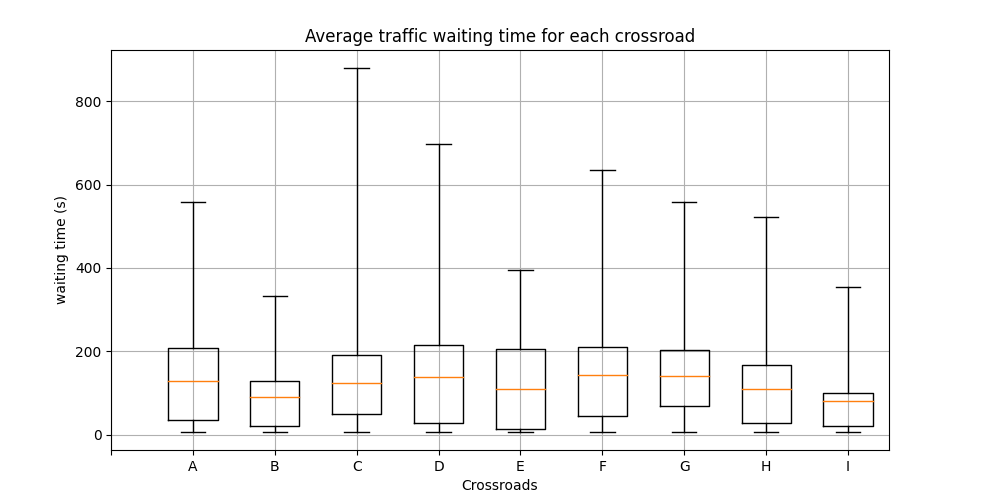 Average traffic waiting time for each crossroad
waiting time (s)
800
600
400
200
0
A B C D E F G H I
Crossroads